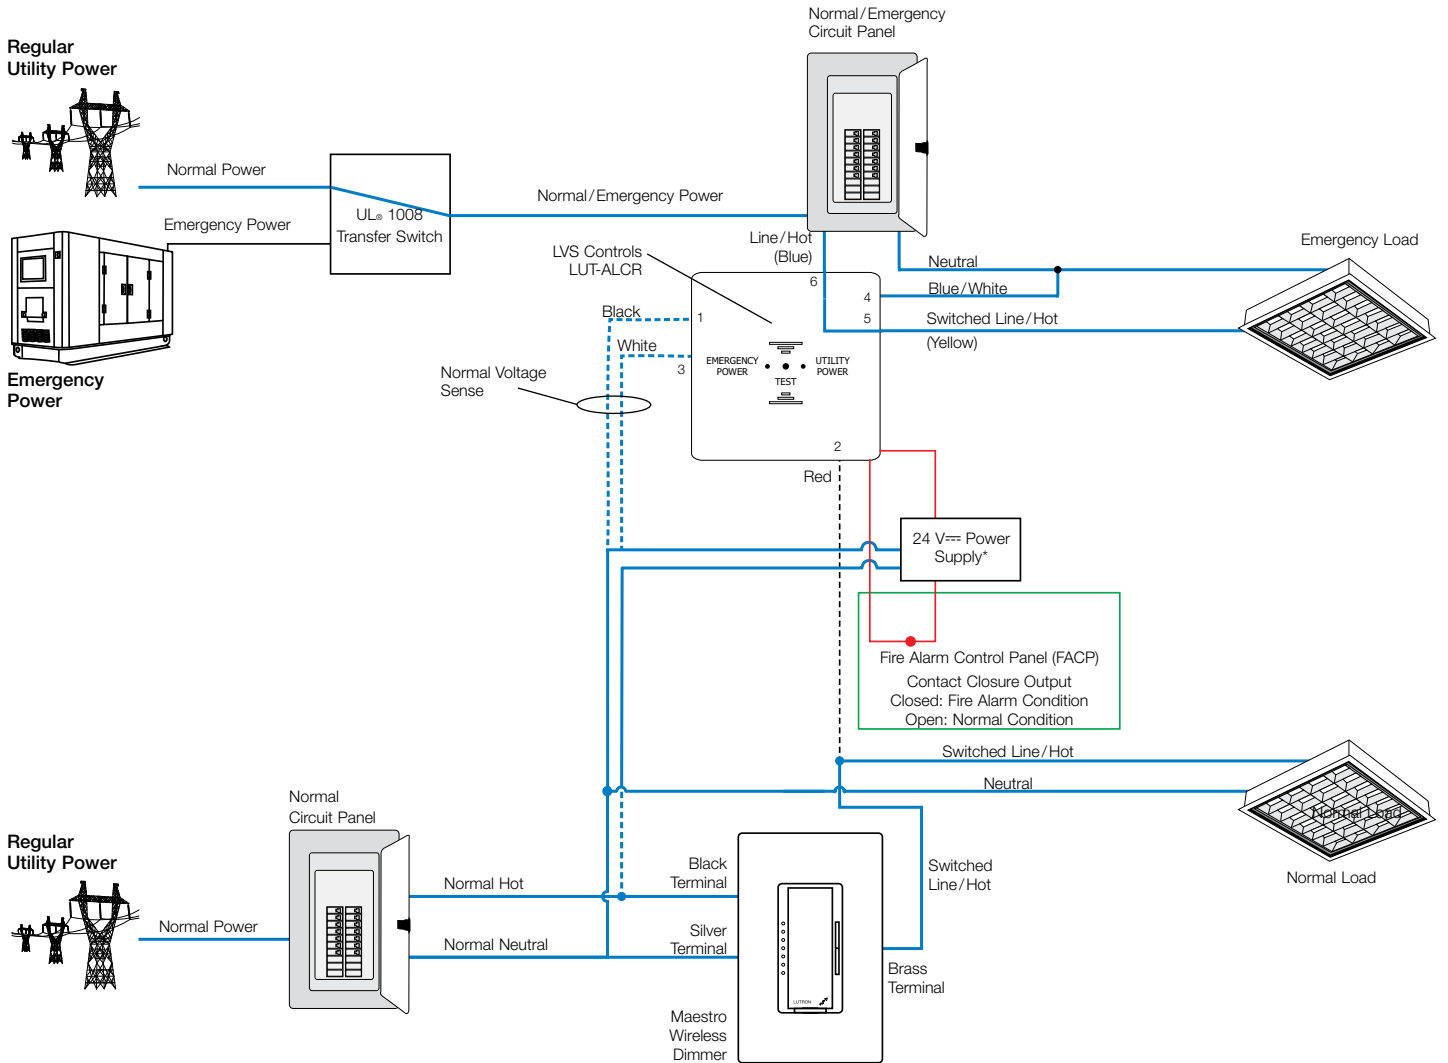 Normal/Emergency
Circuit Panel
Regular
Utility Power
Normal Power
UL® 1008
Transfer Switch
Normal/Emergency Power
Emergency Power
Emergency
Power
Line/Hot
(Blue)
LVS Controls
LUT-ALCR
Neutral
Emergency Load
6
4
Blue/White
5
Switched Line/Hot
(Yellow)
Black
1
White
3
EMERGENCY
POWER
UTILITY
POWER
TEST
Normal Voltage
Sense
2
Red
24 V⎓ Power
Supply*
Fire Alarm Control Panel (FACP)
Contact Closure Output
Closed: Fire Alarm Condition
Open: Normal Condition
Switched Line/Hot
Neutral
Normal Load
Normal Load
Normal
Circuit Panel
Regular
Utility Power
Normal Power
Normal Hot
Black
Terminal
Normal Neutral
Silver
Terminal
Switched
Line/Hot
Brass
Terminal
LUTRON
Maestro
Wireless
Dimmer